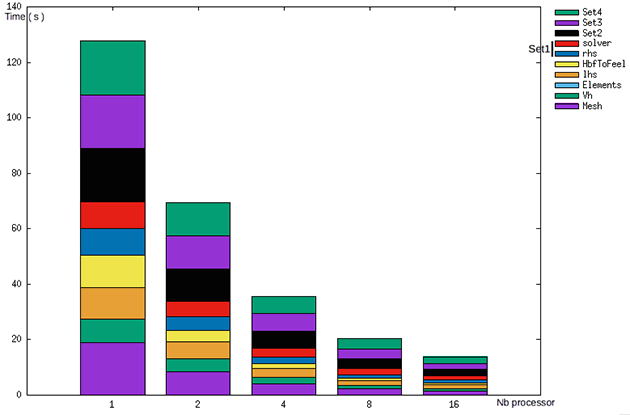 140
Time ( s )
120
100
80
60
40
20
0
1
2
4
8
16
Nb processor
Set4
Set3
Set2
Set1
solver
rhs
HbfToFeel
lhs
Elements
Vh
Mesh